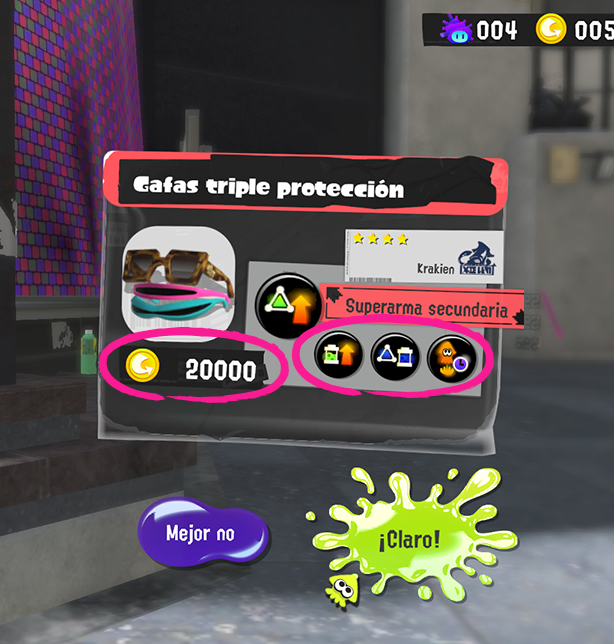 004 005
Gafas triple protección
Krakien
Superarma secundaria
20000
Mejor no
¡Claro!